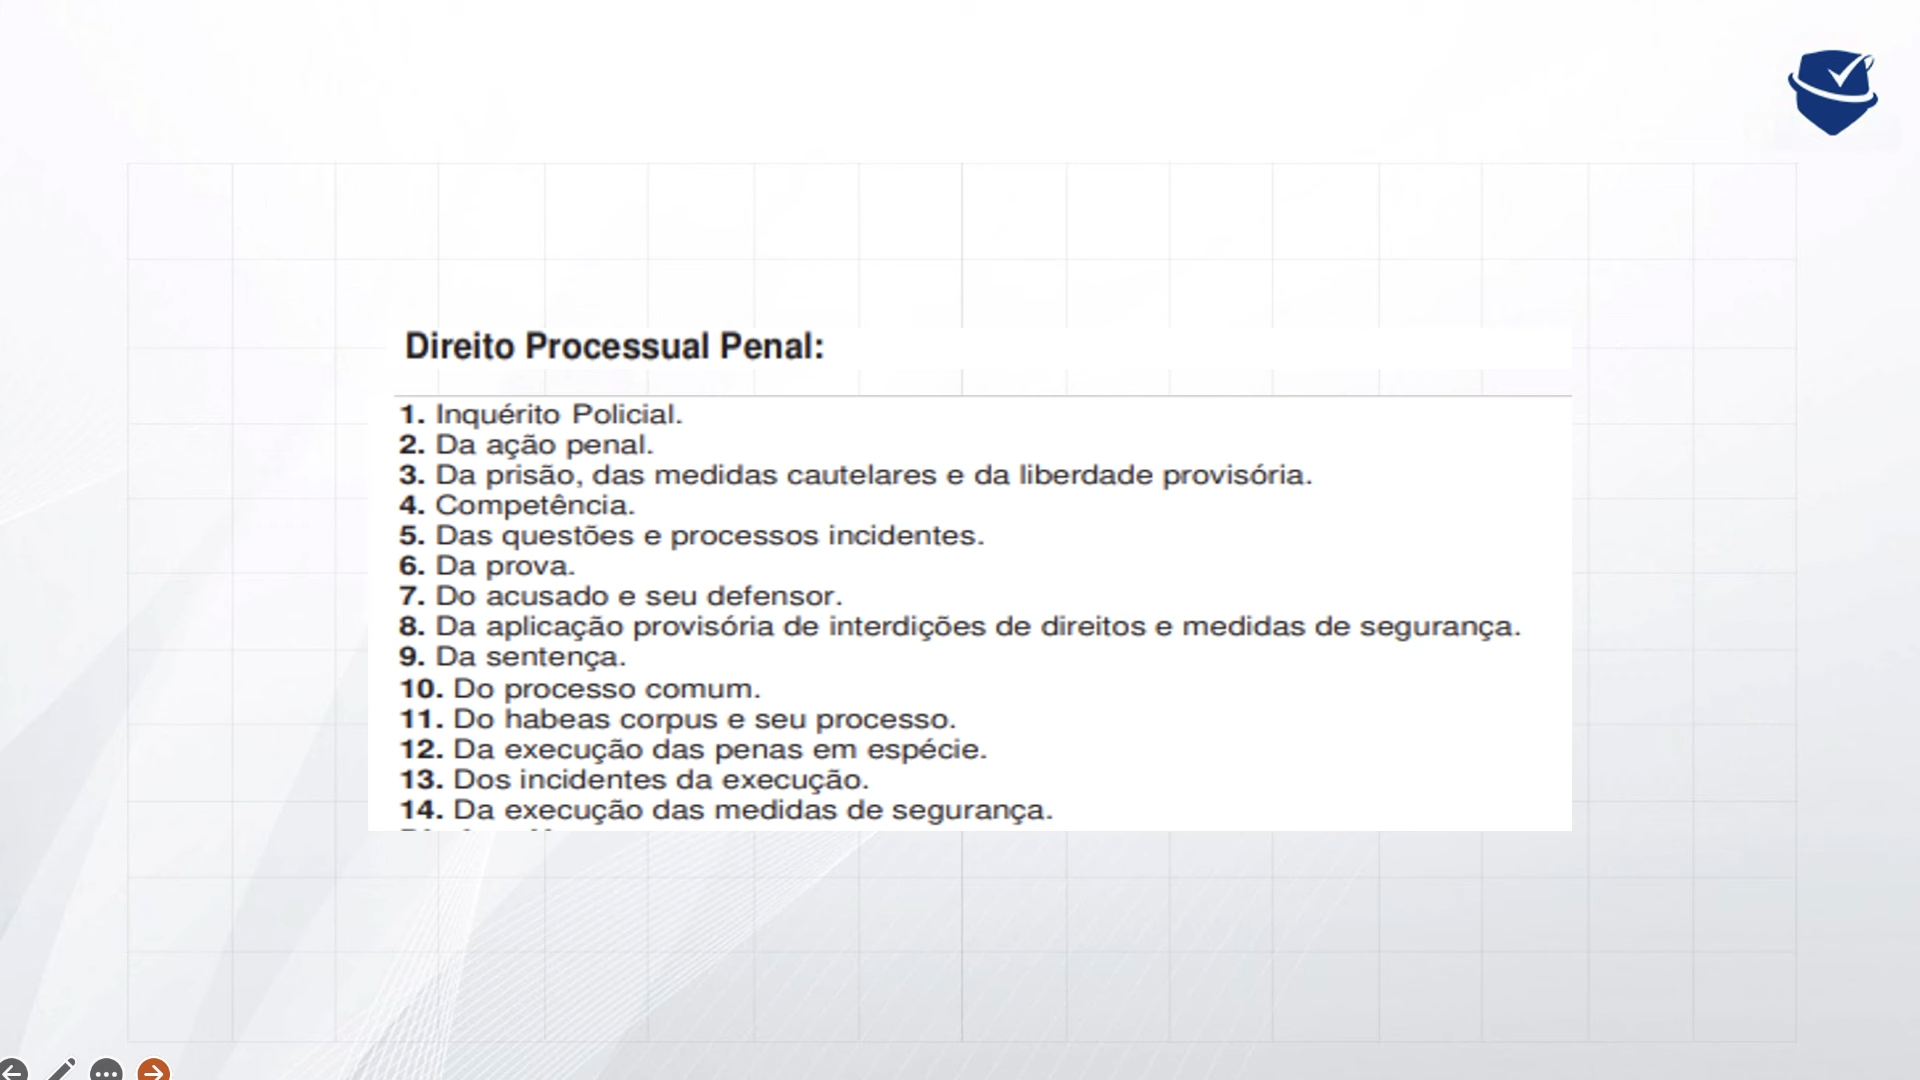 Direito Processual Penal:
1. Inquérito Policial.
2. Da ação penal.
3. Da prisão, das medidas cautelares e da liberdade provisória.
4. Competência.
5. Das questões e processos incidentes.
6. Da prova.
7. Do acusado e seu defensor.
8. Da aplicação provisória de interdições de direitos e medidas de segurança.
9. Da sentença.
10. Do processo comum.
11. Do habeas corpus e seu processo.
12. Da execução das penas em espécie.
13. Dos incidentes da execução.
14. Da execução das medidas de segurança.